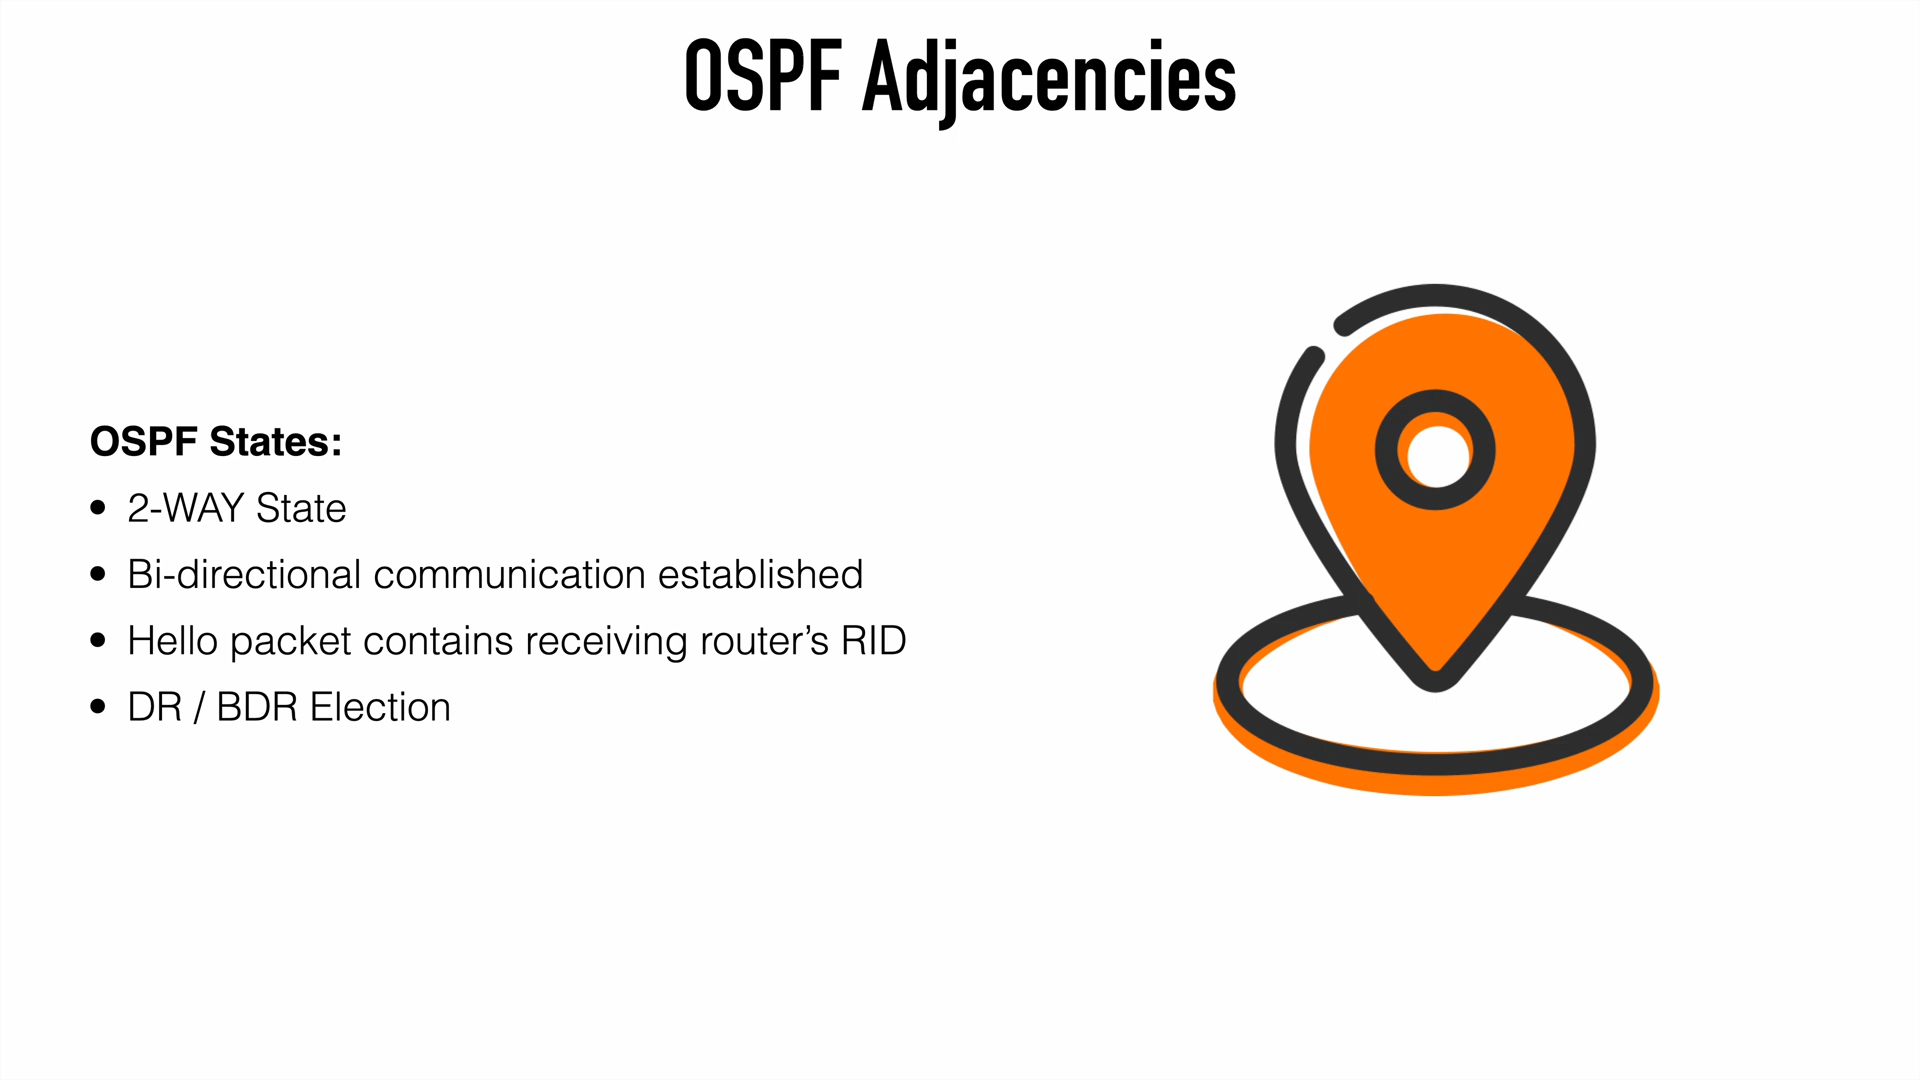 OSPF Adjacencies
OSPF States:
• 2-WAY State
• Bi-directional communication established
• Hello packet contains receiving router’s RID
• DR / BDR Election